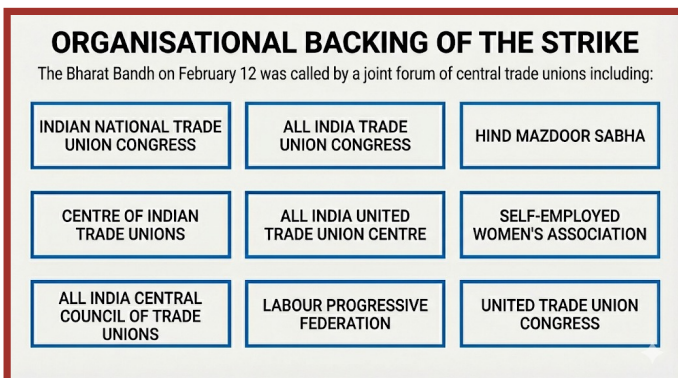 ORGANISATIONAL BACKING OF THE STRIKE
The Bharat Bandh on February 12 was called by a joint forum of central trade unions including:
INDIAN NATIONAL TRADE
UNION CONGRESS
ALL INDIA TRADE
UNION CONGRESS
HIND MAZDOOR SABHA
CENTRE OF INDIAN
TRADE UNIONS
ALL INDIA UNITED
TRADE UNION CENTRE
SELF-EMPLOYED
WOMEN'S ASSOCIATION
ALL INDIA CENTRAL
COUNCIL OF TRADE
UNIONS
LABOUR PROGRESSIVE
FEDERATION
UNITED TRADE UNION
CONGRESS